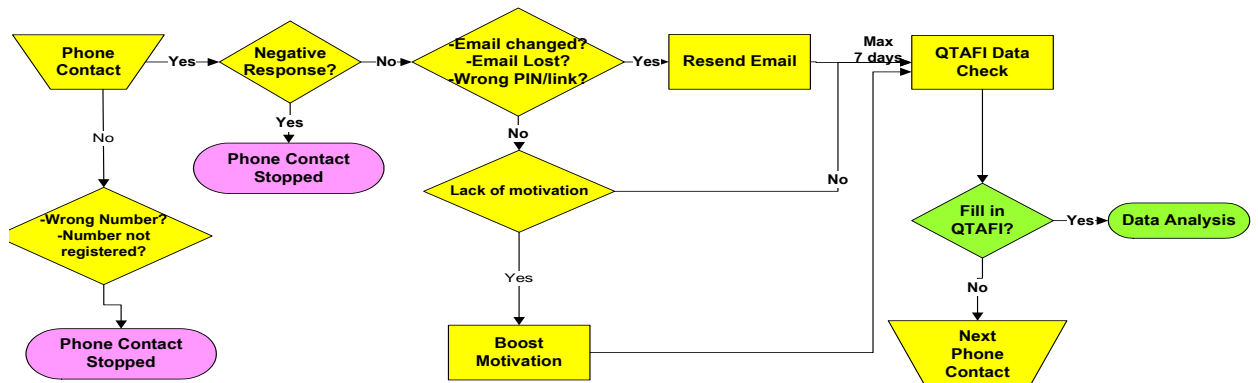 Phone
Contact
Yes
Negative
Response?
No
-Email changed?
-Email Lost?
-Wrong PIN/link?
Yes
Resend Email
Max
7 days
QTAFI Data
Check
No
Yes
Phone Contact
Stopped
No
Lack of motivation
No
-Wrong Number?
-Number not
registered?
Fill in
QTAFI?
Yes
Data Analysis
Yes
No
Phone Contact
Stopped
Boost
Motivation
Next
Phone
Contact